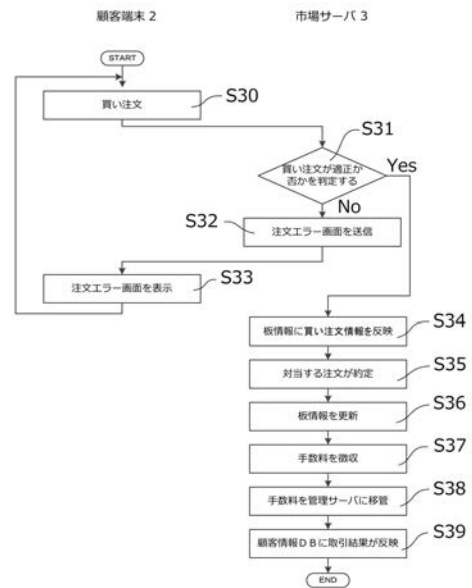 顧客端末 2
市場サーバ 3
START
買い注文
S30
S31
買い注文が適正か
否かを判定する
Yes
No
S32
注文エラー画面を送信
注文エラー画面を表示
S33
板情報に買い注文情報を反映
S34
対当する注文が約定
S35
板情報を更新
S36
手数料を徴収
S37
手数料を管理サーバに移管
S38
顧客情報DBに取引結果が反映
S39
END